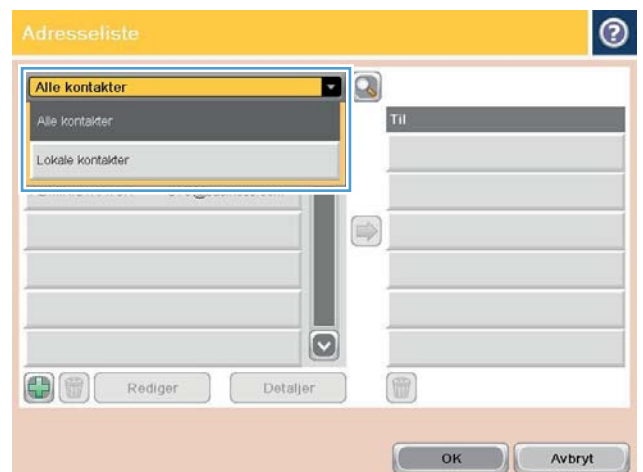 Adresseliste
Alle kontakter
Alle kontakter
Til
Lokale kontakter
Rediger
Detaljer
OK
Avbryt